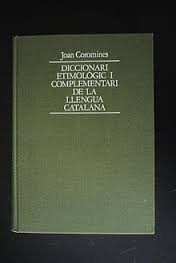 Joan Coromines
DICCIONARI
ETIMOLÒGIC I
COMPLEMENTARI
DE LA
LLENGUA
CATALANA